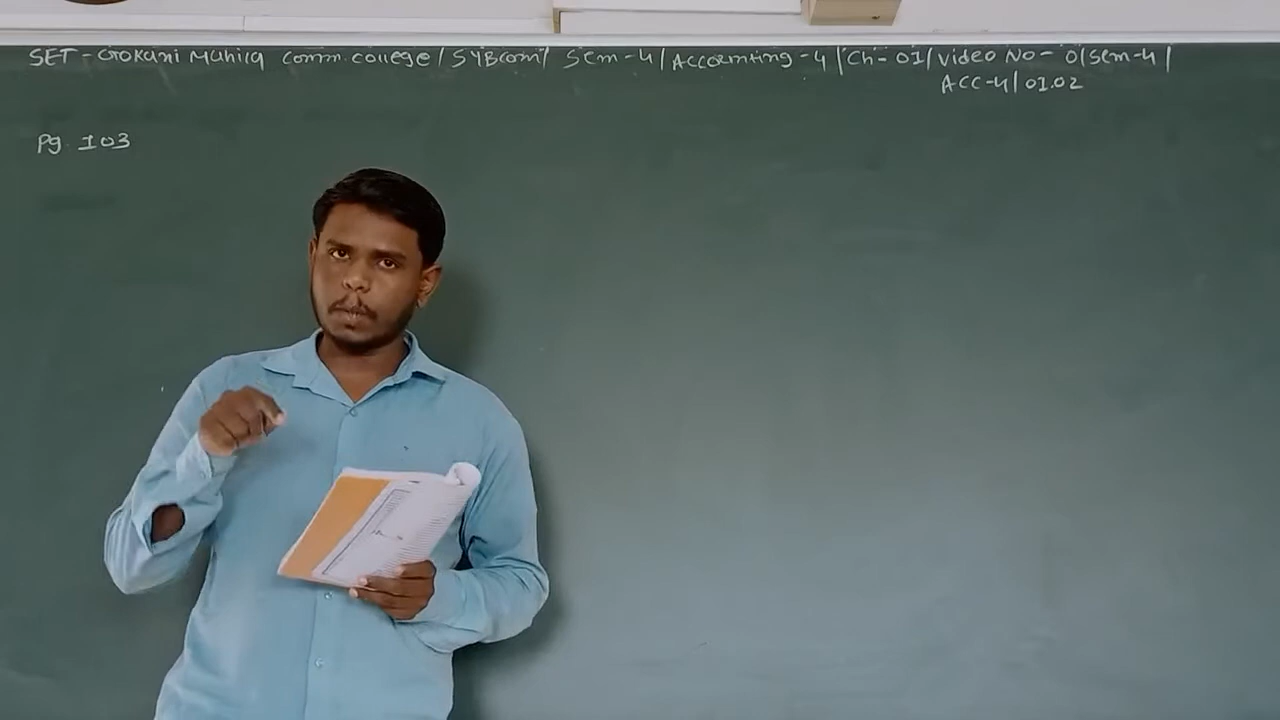 SET - Gokani Mahila comm. college / SYBCOM / Sem - 4 / Accounting - 4 / Ch - 01 / Video No - 0 / Sem - 4 /
ACC-4 / 01.02
Pg. 103